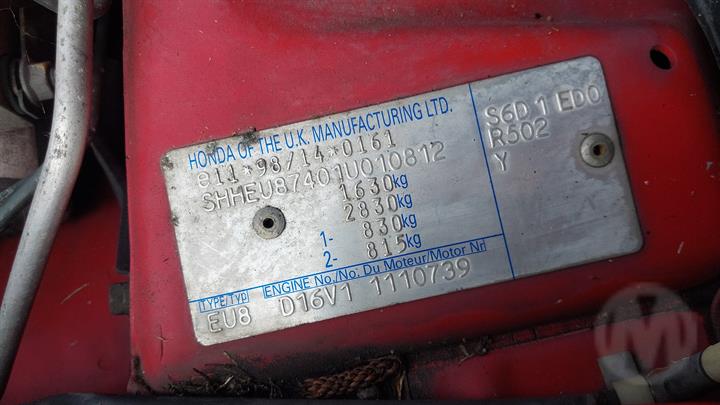 HONDA OF THE U.K. MANUFACTURING LTD.
e11*98/14*0161
SHHEU87401U010812
1630kg
2830kg
1- 830kg
2- 815kg
TYPE/TYP ENGINE No./No: Du Moteur/Motor Nr
EU8 D16V1 1110739
S6D 1 ED0
R502
Y
M